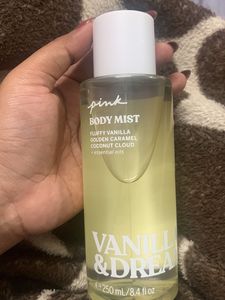 pink
BODY MIST
FLUFFY VANILLA
GOLDEN CARAMEL
COCONUT CLOUD
+ essential oils
VANILL
&DREA
℮ 250 mL/8.4 fl oz